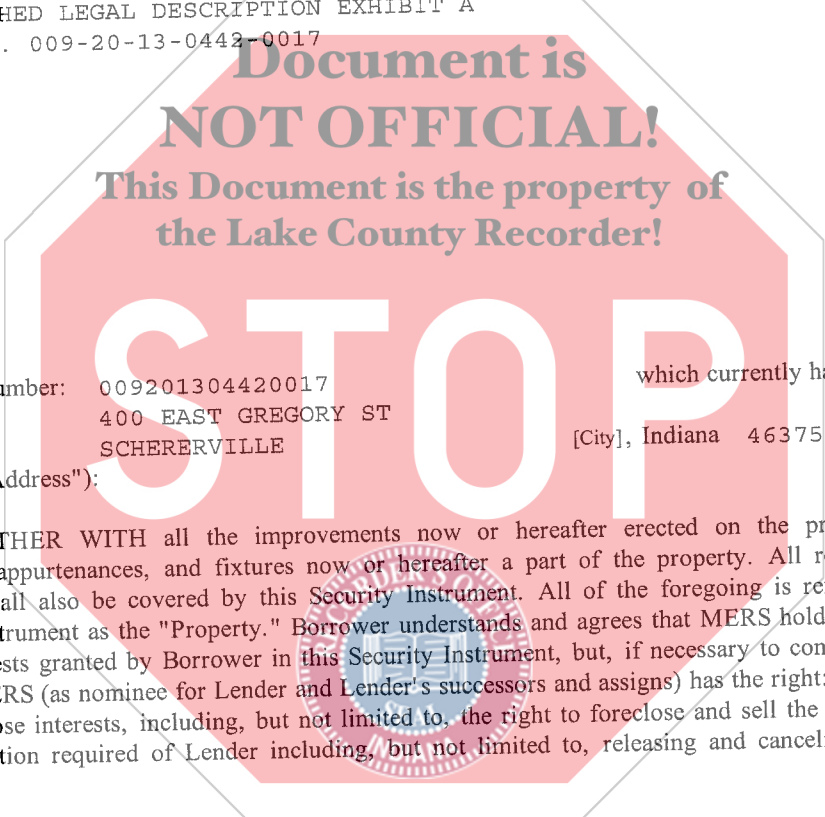 HED LEGAL DESCRIPTION EXHIBIT A
. 009-20-13-0442-0017
Document is
NOT OFFICIAL!
This Document is the property of
the Lake County Recorder!
STOP
which currently ha
umber: 009201304420017
400 EAST GREGORY ST
SCHERERVILLE [City], Indiana 46375
Address"):
THER WITH all the improvements now or hereafter erected on the pr
appurtenances, and fixtures now or hereafter a part of the property. All r
all also be covered by this Security Instrument. All of the foregoing is re
trument as the "Property." Borrower understands and agrees that MERS hold
ests granted by Borrower in this Security Instrument, but, if necessary to com
ERS (as nominee for Lender and Lender's successors and assigns) has the right:
ose interests, including, but not limited to, the right to foreclose and sell the
tion required of Lender including, but not limited to, releasing and canceli
RECORDER'S OFFICE
SEAL
INDIANA